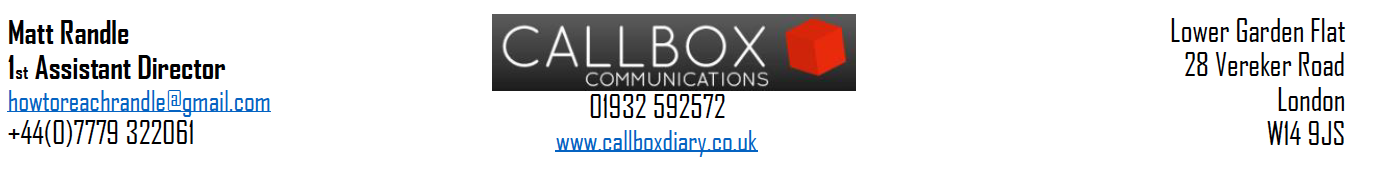 Matt Randle
1st Assistant Director
howtoreachrandle@gmail.com
+44(0)7779 322061
CALLBOX
COMMUNICATIONS
01932 592572
www.callboxdiary.co.uk
Lower Garden Flat
28 Vereker Road
London
W14 9JS